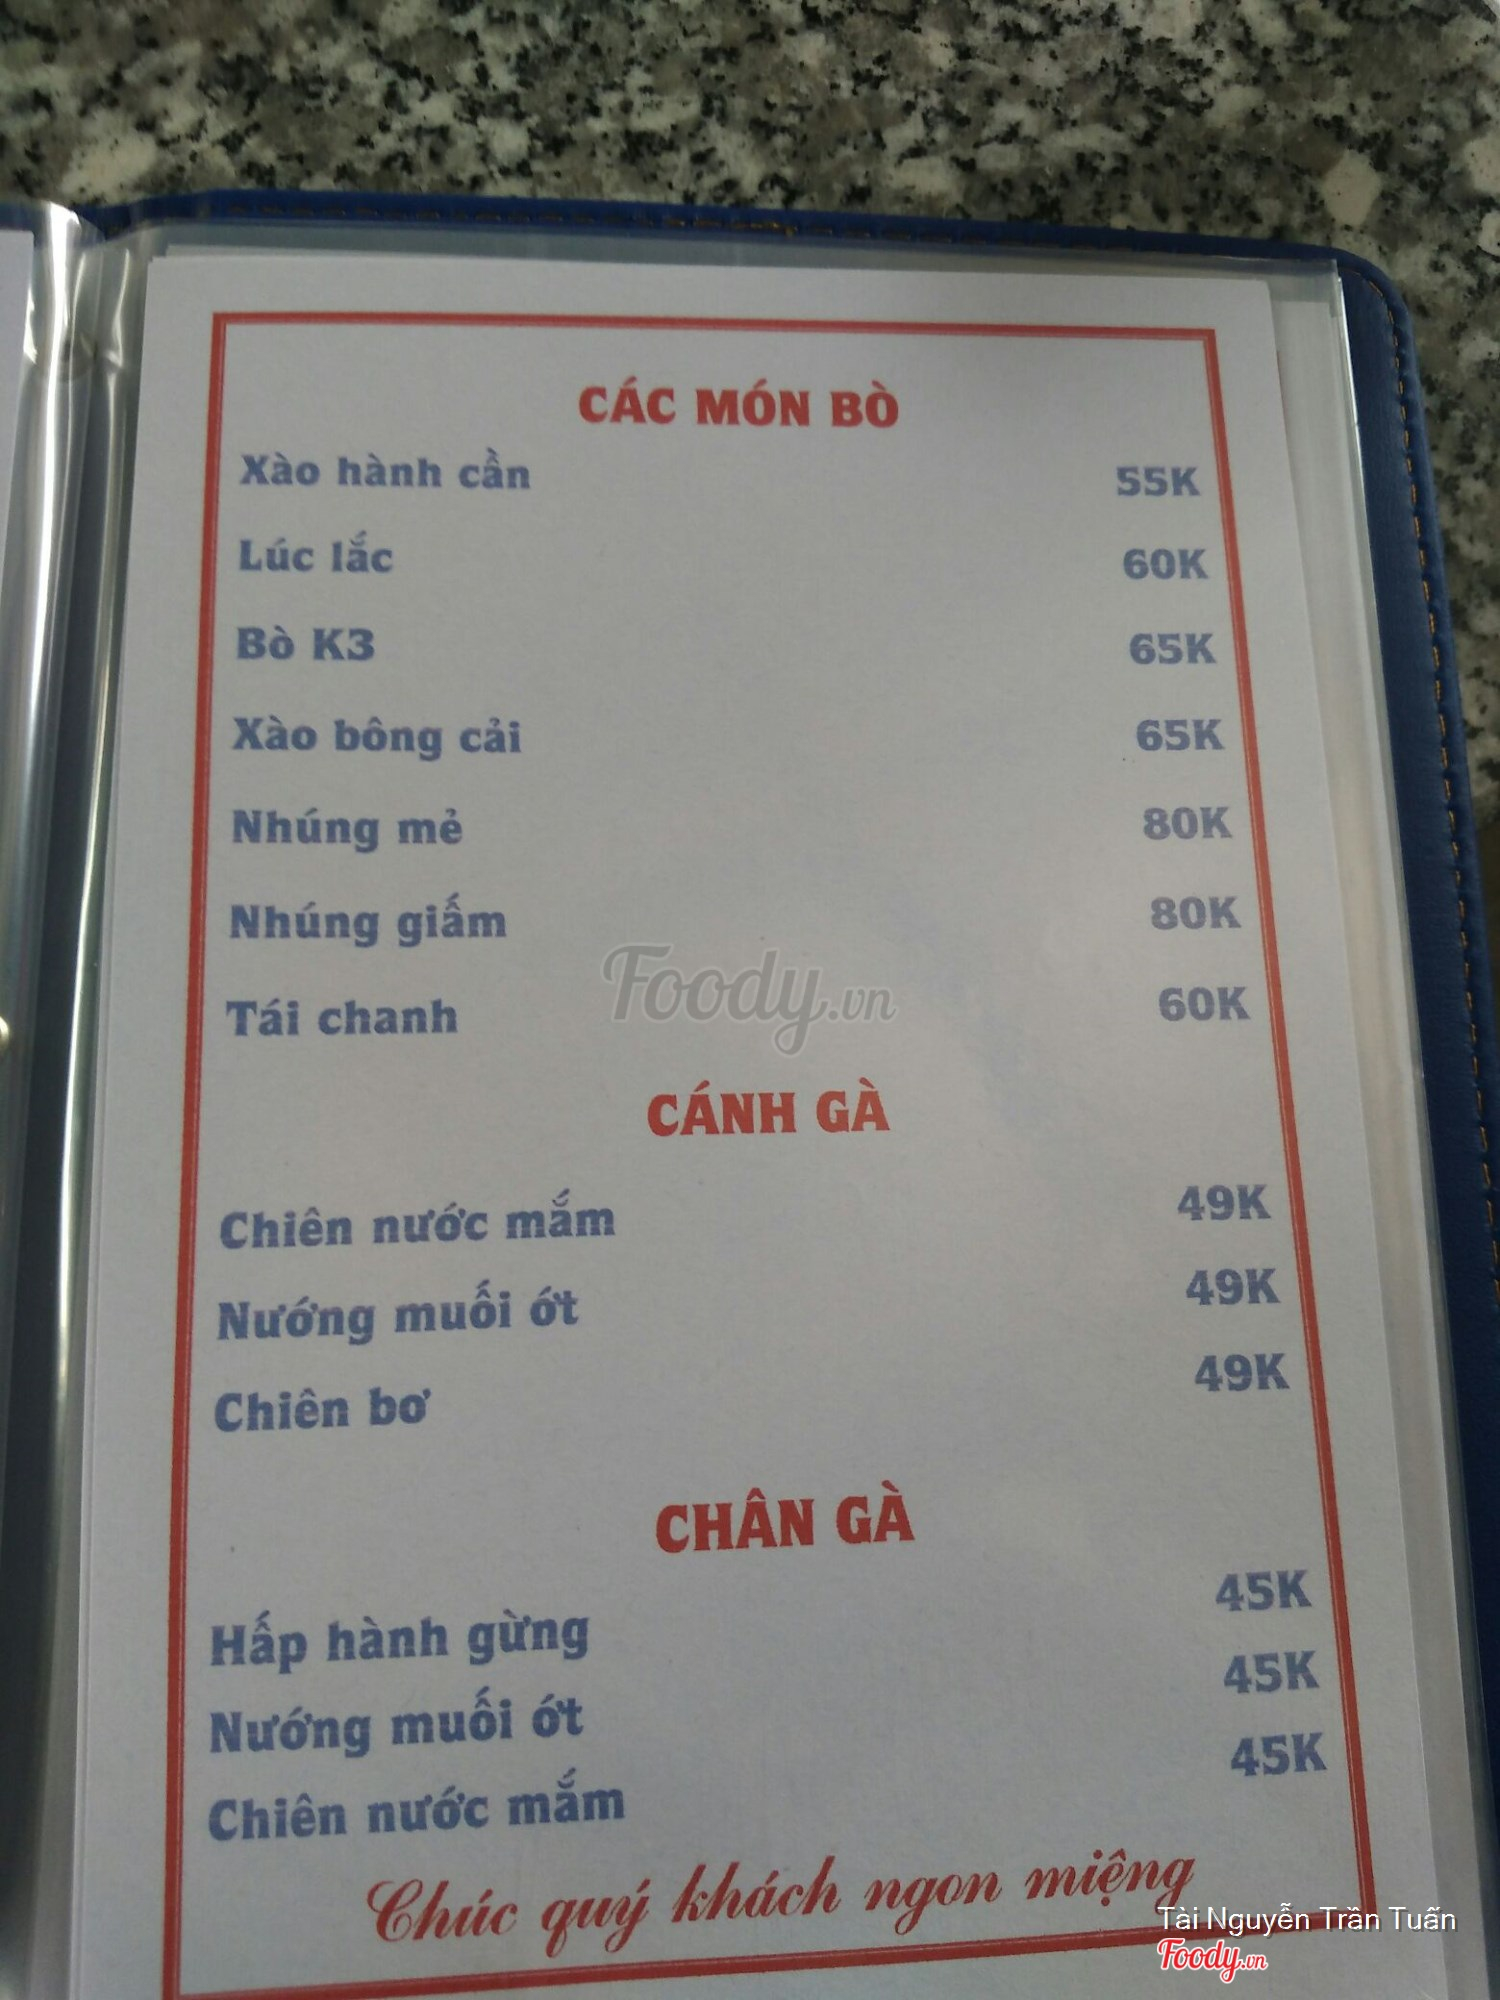 CÁC MÓN BÒ
Xào hành cần 55K
Lúc lắc 60K
Bò K3 65K
Xào bông cải 65K
Nhúng mẻ 80K
Nhúng giấm 80K
Foody.vn
Tái chanh 60K
CÁNH GÀ
Chiên nước mắm 49K
Nướng muối ớt 49K
Chiên bơ 49K
CHÂN GÀ
Hấp hành gừng 45K
Nướng muối ớt 45K
Chiên nước mắm 45K
Chúc quý khách ngon miệng
Tài Nguyễn Trần Tuấn
Foody.vn